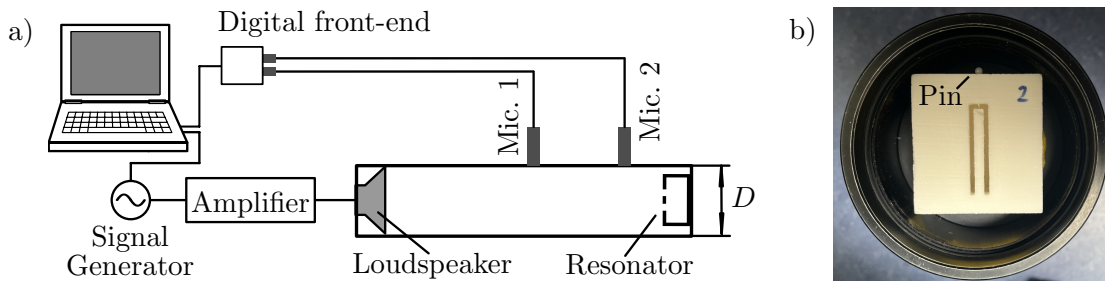 a)
Digital front-end
Mic. 1
Mic. 2
Amplifier
Signal
Generator
Loudspeaker
Resonator
D
b)
Pin
2